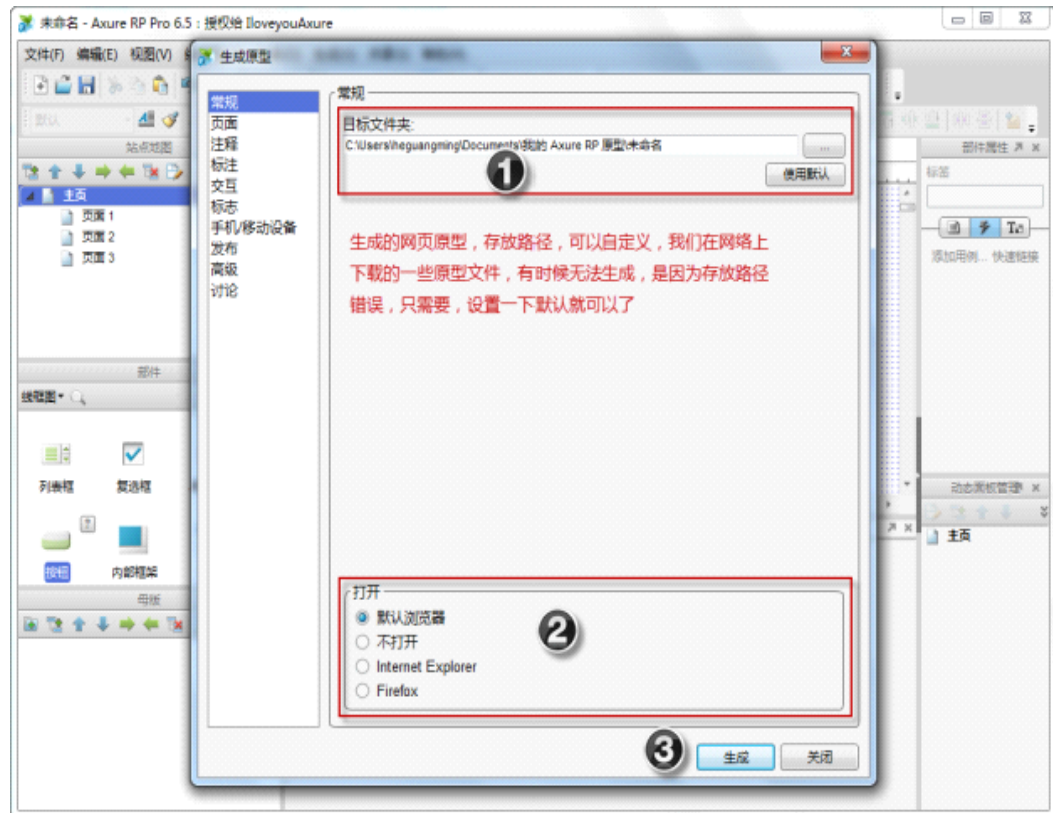 未命名 - Axure RP Pro 6.5 : 授权给 IloveyouAxure
文件(F) 编辑(E) 视图(V)
生成原型
默认
站点地图
主页
页面 1
页面 2
页面 3
部件
线框图
列表框
复选框
按钮
内部框架
母版
常规
页面
注释
标注
交互
标志
手机/移动设备
发布
高级
讨论
常规
目标文件夹:
C:\Users\heguangming\Documents\我的 Axure RP 原型\未命名
...
1
使用默认
生成的网页原型，存放路径，可以自定义，我们在网络上
下载的一些原型文件，有时候无法生成，是因为存放路径
错误，只需要，设置一下默认就可以了
打开
默认浏览器
不打开
Internet Explorer
Firefox
2
3
生成
关闭
部件属性
标签
添加用例... 快速链接
动态面板管理
主页